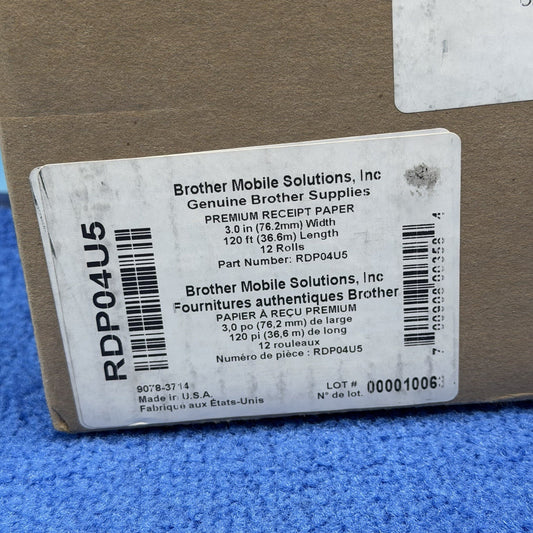 Brother Mobile Solutions, Inc
Genuine Brother Supplies
PREMIUM RECEIPT PAPER
3.0 in (76.2mm) Width
120 ft (36.6m) Length
12 Rolls
Part Number: RDP04U5
Brother Mobile Solutions, Inc
Fournitures authentiques Brother
PAPIER À REÇU PREMIUM
3,0 po (76,2 mm) de large
120 pi (36,6 m) de long
12 rouleaux
Numéro de pièce : RDP04U5
RDP04U5
9078-3714
Made in U.S.A.
Fabrique aux États-Unis
LOT #
N° de lot.